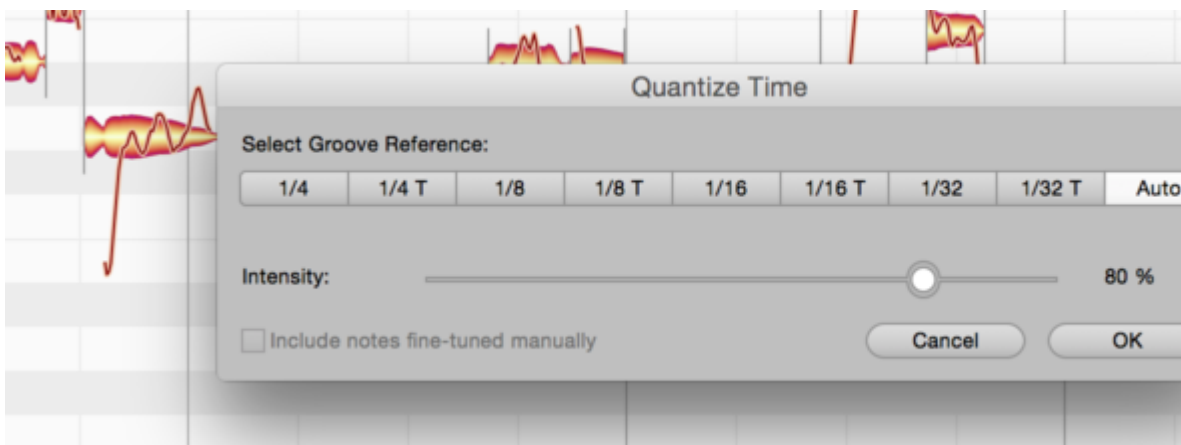 Quantize Time
Select Groove Reference:
1/4 1/4 T 1/8 1/8 T 1/16 1/16 T 1/32 1/32 T Auto
Intensity: 80 %
Include notes fine-tuned manually Cancel OK